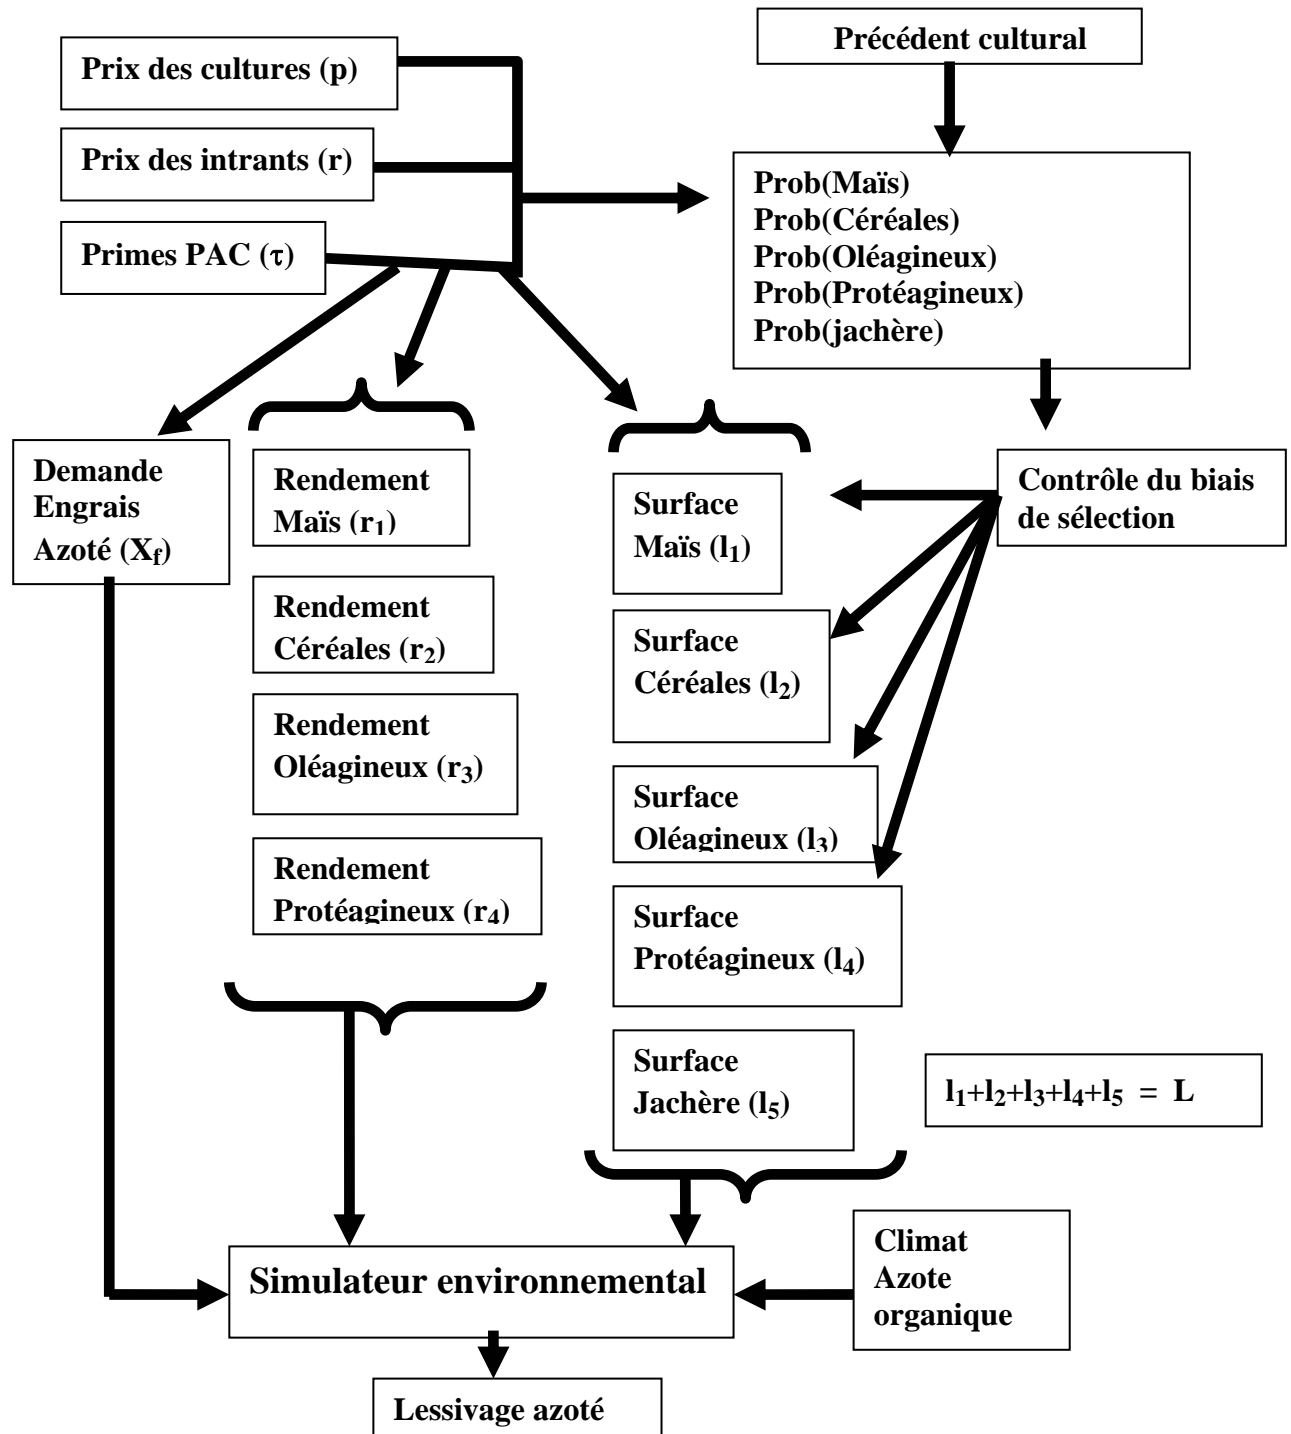 Précédent cultural
Prix des cultures (p)
Prix des intrants (r)
Primes PAC (τ)
Prob(Maïs)
Prob(Céréales)
Prob(Oléagineux)
Prob(Protéagineux)
Prob(jachère)
Demande
Engrais
Azoté (X_f)
Rendement
Maïs (r₁)
Rendement
Céréales (r₂)
Rendement
Oléagineux (r₃)
Rendement
Protéagineux (r₄)
Surface
Maïs (l₁)
Surface
Céréales (l₂)
Surface
Oléagineux (l₃)
Surface
Protéagineux (l₄)
Surface
Jachère (l₅)
Contrôle du biais
de sélection
l₁+l₂+l₃+l₄+l₅ = L
Climat
Azote
organique
Simulateur environnemental
Lessivage azoté